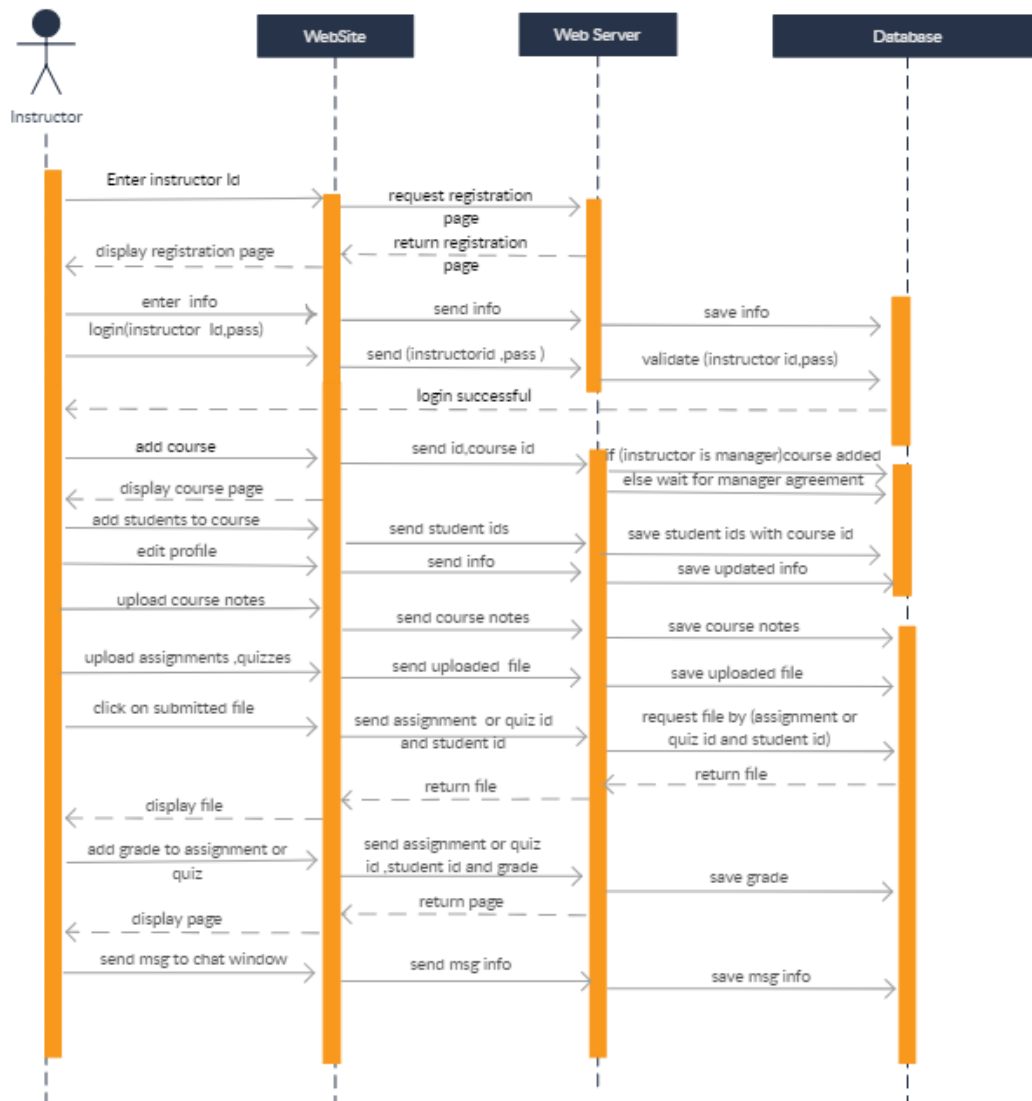 WebSite
Web Server
Database
Instructor
Enter instructor Id
request registration
page
return registration
page
display registration page
enter info
send info
save info
login(instructor Id,pass)
send (instructorid ,pass )
validate (instructor id,pass)
login successful
add course
send id,course id
if (instructor is manager)course added
else wait for manager agreement
display course page
add students to course
send student ids
save student ids with course id
edit profile
send info
save updated info
upload course notes
send course notes
save course notes
upload assignments ,quizzes
send uploaded file
save uploaded file
click on submitted file
send assignment or quiz id
and student id
request file by (assignment or
quiz id and student id)
return file
return file
display file
add grade to assignment or
quiz
send assignment or quiz
id ,student id and grade
save grade
return page
display page
send msg to chat window
send msg info
save msg info